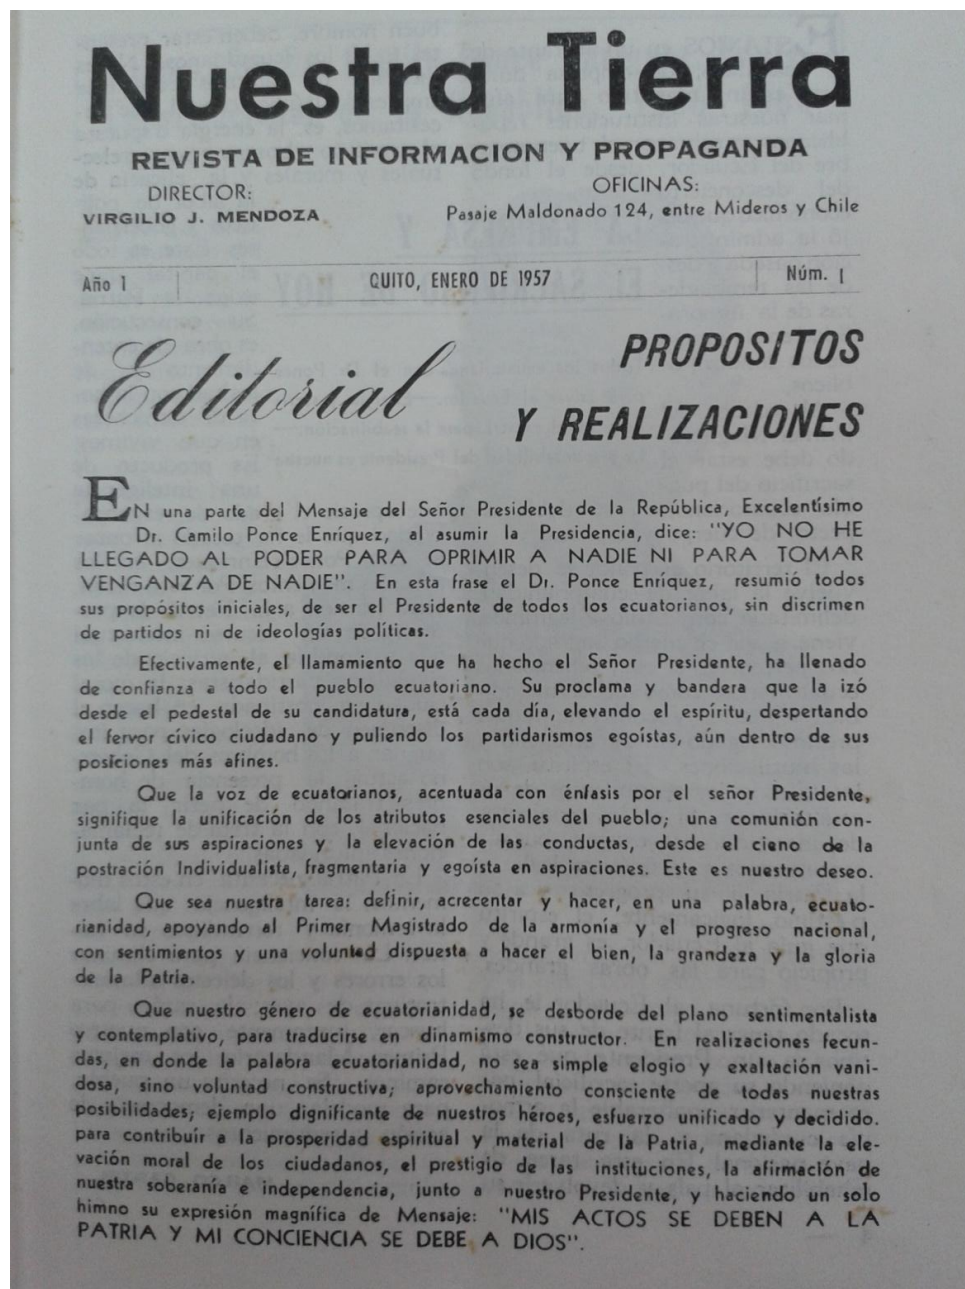 Nuestra Tierra
REVISTA DE INFORMACION Y PROPAGANDA
DIRECTOR:
VIRGILIO J. MENDOZA
OFICINAS:
Pasaje Maldonado 124, entre Mideros y Chile
Año 1
QUITO, ENERO DE 1957
Núm. 1
Editorial
PROPOSITOS
Y REALIZACIONES
EN una parte del Mensaje del Señor Presidente de la República, Excelentísimo
Dr. Camilo Ponce Enríquez, al asumir la Presidencia, dice: "YO NO HE
LLEGADO AL PODER PARA OPRIMIR A NADIE NI PARA TOMAR
VENGANZA DE NADIE". En esta frase el Dr. Ponce Enríquez, resumió todos
sus propósitos iniciales, de ser el Presidente de todos los ecuatorianos, sin discrimen
de partidos ni de ideologías políticas.
Efectivamente, el llamamiento que ha hecho el Señor Presidente, ha llenado
de confianza a todo el pueblo ecuatoriano. Su proclama y bandera que la izó
desde el pedestal de su candidatura, está cada día, elevando el espíritu, despertando
el fervor cívico ciudadano y puliendo los partidarismos egoístas, aún dentro de sus
posiciones más afines.
Que la voz de ecuatorianos, acentuada con énfasis por el señor Presidente,
signifique la unificación de los atributos esenciales del pueblo; una comunión con-
junta de sus aspiraciones y la elevación de las conductas, desde el cieno de la
postración Individualista, fragmentaria y egoísta en aspiraciones. Este es nuestro deseo.
Que sea nuestra tarea: definir, acrecentar y hacer, en una palabra, ecuato-
rianidad, apoyando al Primer Magistrado de la armonía y el progreso nacional,
con sentimientos y una voluntad dispuesta a hacer el bien, la grandeza y la gloria
de la Patria.
Que nuestro género de ecuatorianidad, se desborde del plano sentimentalista
y contemplativo, para traducirse en dinamismo constructor. En realizaciones fecun-
das, en donde la palabra ecuatorianidad, no sea simple elogio y exaltación vani-
dosa, sino voluntad constructiva; aprovechamiento consciente de todas nuestras
posibilidades; ejemplo dignificante de nuestros héroes, esfuerzo unificado y decidido.
para contribuír a la prosperidad espiritual y material de la Patria, mediante la ele-
vación moral de los ciudadanos, el prestigio de las instituciones, la afirmación de
nuestra soberanía e independencia, junto a nuestro Presidente, y haciendo un solo
himno su expresión magnífica de Mensaje: "MIS ACTOS SE DEBEN A LA
PATRIA Y MI CONCIENCIA SE DEBE A DIOS".